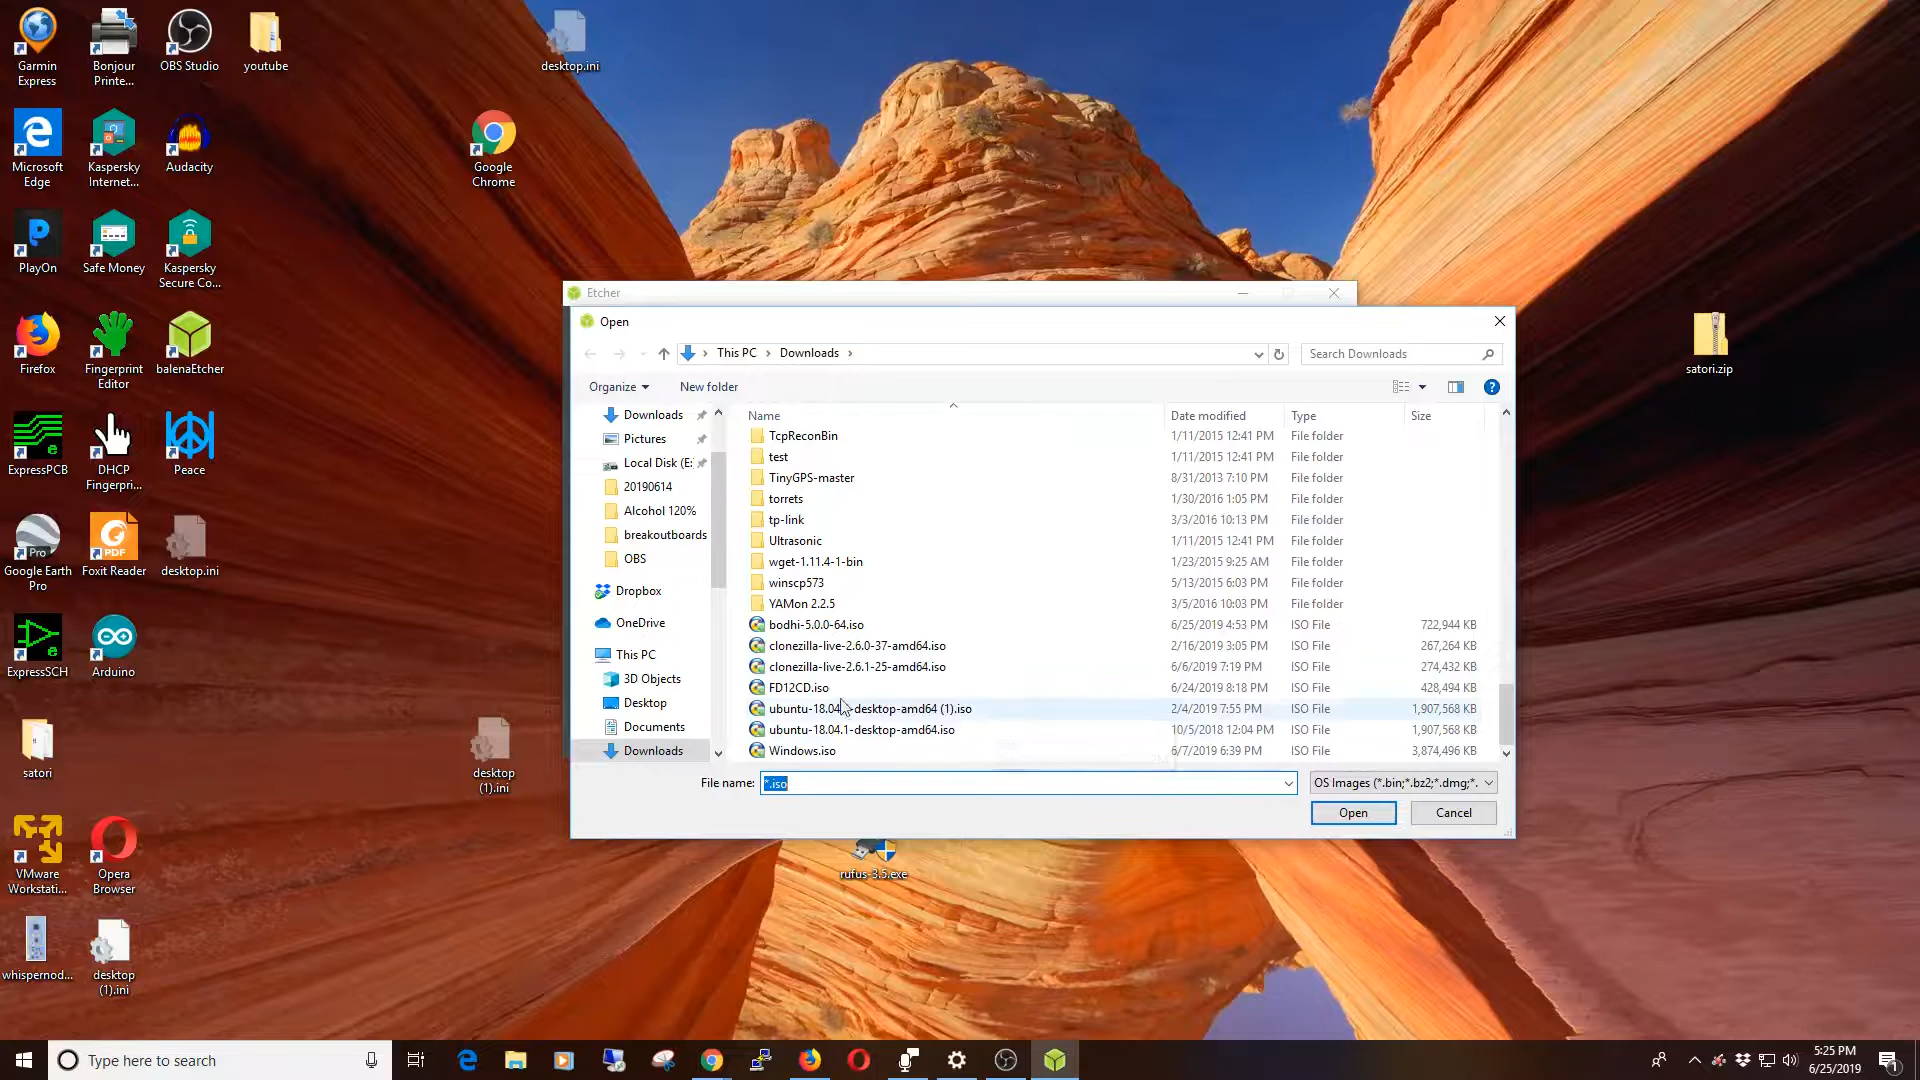 Garmin
Express
Bonjour
Printe...
OBS Studio
youtube
desktop.ini
Microsoft
Edge
Kaspersky
Internet...
Audacity
Google
Chrome
PlayOn
Safe Money
Kaspersky
Secure Co...
Firefox
Fingerprint
Editor
balenaEtcher
satori.zip
ExpressPCB
DHCP
Fingerpri...
Peace
Pro
Google Earth
Pro
PDF
Foxit Reader
desktop.ini
ExpressSCH
Arduino
satori
desktop
(1).ini
VMware
Workstati...
Opera
Browser
rufus-3.5.exe
whispernod...
desktop
(1).ini
Etcher
Open
This PC > Downloads >
Search Downloads
Organize
New folder
Downloads
Pictures
Local Disk (E:
20190614
Alcohol 120%
breakoutboards
OBS
Dropbox
OneDrive
This PC
3D Objects
Desktop
Documents
Downloads
Name Date modified Type Size
TcpReconBin 1/11/2015 12:41 PM File folder
test 1/11/2015 12:41 PM File folder
TinyGPS-master 8/31/2013 7:10 PM File folder
torrets 1/30/2016 1:05 PM File folder
tp-link 3/3/2016 10:13 PM File folder
Ultrasonic 1/11/2015 12:41 PM File folder
wget-1.11.4-1-bin 1/23/2015 9:25 AM File folder
winscp573 5/13/2015 6:03 PM File folder
YAMon 2.2.5 3/5/2016 10:03 PM File folder
bodhi-5.0.0-64.iso 6/25/2019 4:53 PM ISO File 722,944 KB
clonezilla-live-2.6.0-37-amd64.iso 2/16/2019 3:05 PM ISO File 267,264 KB
clonezilla-live-2.6.1-25-amd64.iso 6/6/2019 7:19 PM ISO File 274,432 KB
FD12CD.iso 6/24/2019 8:18 PM ISO File 428,494 KB
ubuntu-18.04 -desktop-amd64 (1).iso 2/4/2019 7:55 PM ISO File 1,907,568 KB
ubuntu-18.04.1-desktop-amd64.iso 10/5/2018 12:04 PM ISO File 1,907,568 KB
Windows.iso 6/7/2019 6:39 PM ISO File 3,874,496 KB
File name: *.iso
OS Images (*.bin;*.bz2;*.dmg;*.
Open
Cancel
Type here to search
5:25 PM
6/25/2019
1